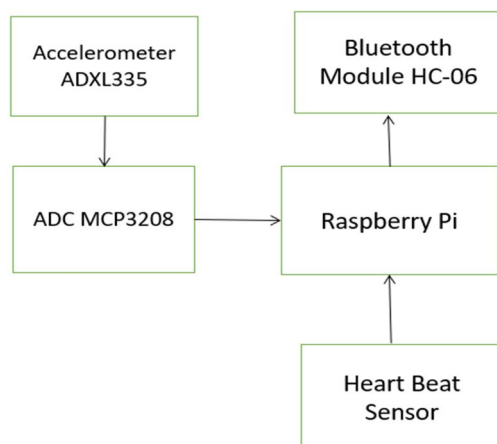 Accelerometer
ADXL335
Bluetooth
Module HC-06
ADC MCP3208
Raspberry Pi
Heart Beat
Sensor